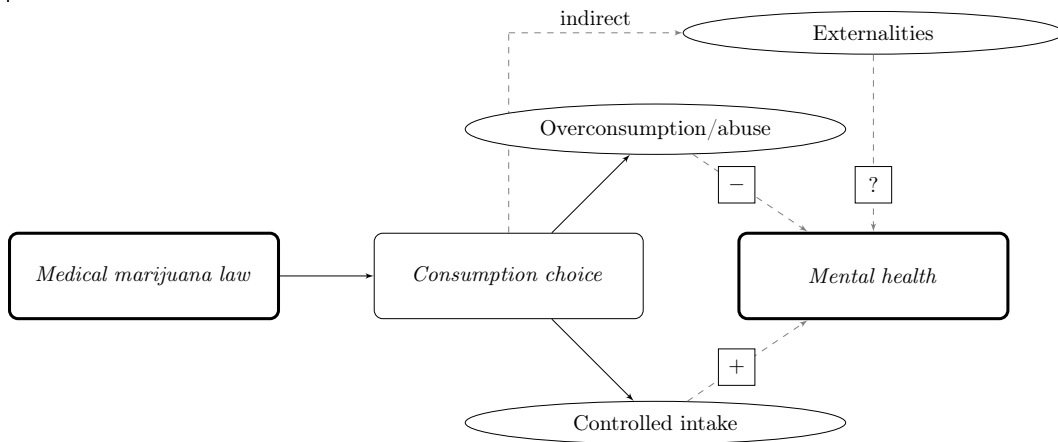 indirect
Externalities
Overconsumption/abuse
−
?
Medical marijuana law
Consumption choice
Mental health
+
Controlled intake